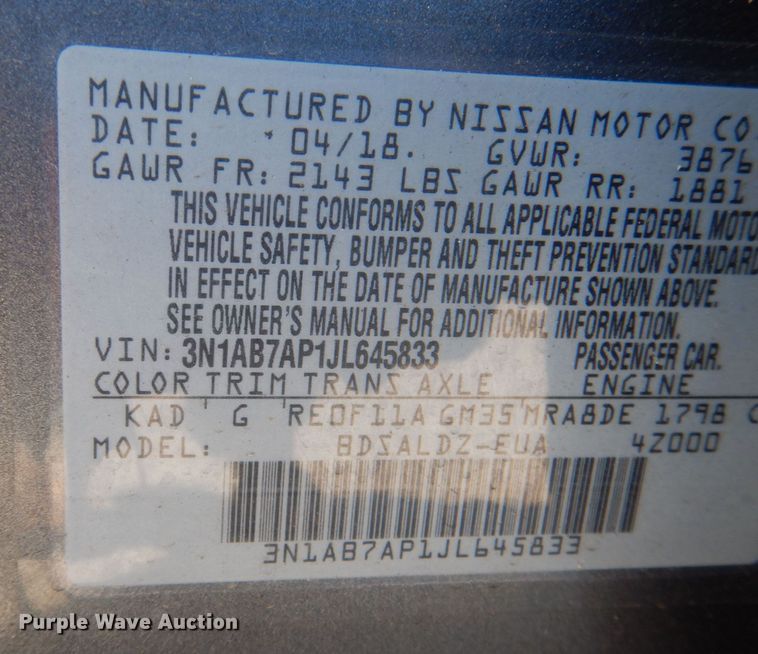 MANUFACTURED BY NISSAN MOTOR CO.
DATE: 04/18. GVWR: 3876
GAWR FR: 2143 LBS GAWR RR: 1881
THIS VEHICLE CONFORMS TO ALL APPLICABLE FEDERAL MOTO
VEHICLE SAFETY, BUMPER AND THEFT PREVENTION STANDARD
IN EFFECT ON THE DATE OF MANUFACTURE SHOWN ABOVE.
SEE OWNER'S MANUAL FOR ADDITIONAL INFORMATION.
VIN: 3N1AB7AP1JL645833 PASSENGER CAR.
COLOR TRIM TRANS AXLE ENGINE
KAD G RE0F11A GM35 MRA8DE 1798 C
MODEL: BDSALDZ-EUA 4Z000
3N1AB7AP1JL645833
Purple Wave Auction